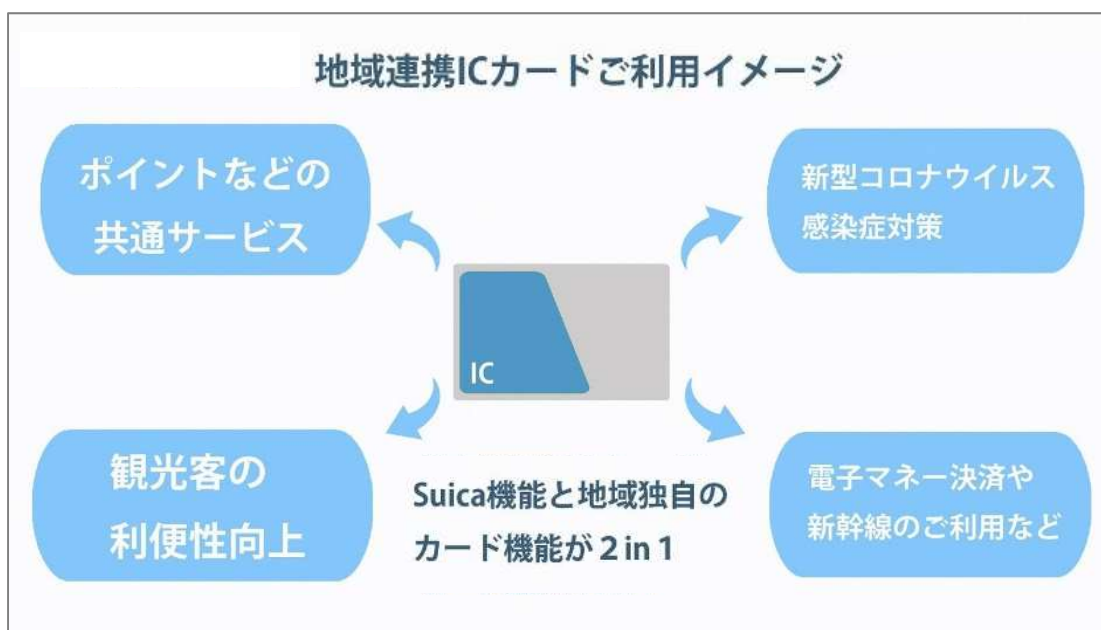 地域連携ICカードご利用イメージ
ポイントなどの
共通サービス
新型コロナウイルス
感染症対策
IC
観光客の
利便性向上
Suica機能と地域独自の
カード機能が 2 in 1
電子マネー決済や
新幹線のご利用など